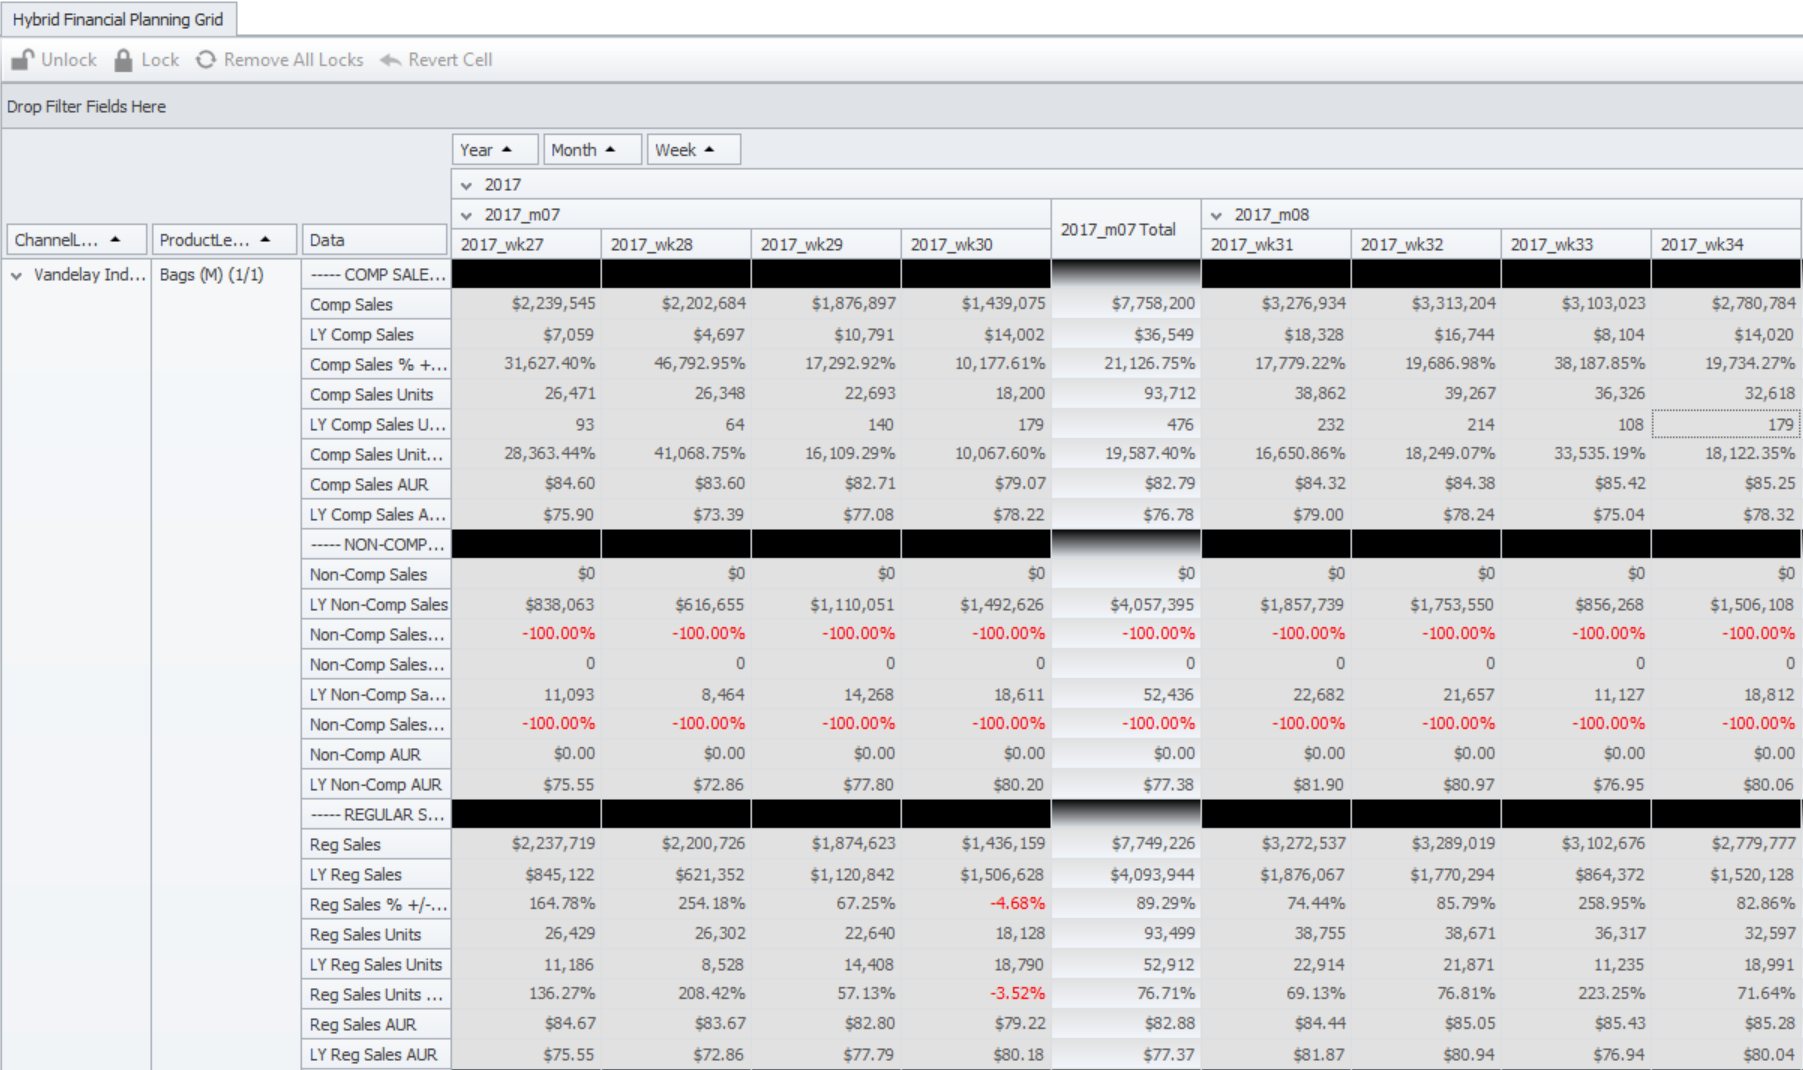 Hybrid Financial Planning Grid
Unlock Lock Remove All Locks Revert Cell
Drop Filter Fields Here
Year Month Week
2017
2017_m07 2017_m07 Total 2017_m08
ChannelL... ProductLe... Data 2017_wk27 2017_wk28 2017_wk29 2017_wk30 2017_wk31 2017_wk32 2017_wk33 2017_wk34
Vandelay Ind... Bags (M) (1/1) ----- COMP SALE...
Comp Sales $2,239,545 $2,202,684 $1,876,897 $1,439,075 $7,758,200 $3,276,934 $3,313,204 $3,103,023 $2,780,784
LY Comp Sales $7,059 $4,697 $10,791 $14,002 $36,549 $18,328 $16,744 $8,104 $14,020
Comp Sales % +... 31,627.40% 46,792.95% 17,292.92% 10,177.61% 21,126.75% 17,779.22% 19,686.98% 38,187.85% 19,734.27%
Comp Sales Units 26,471 26,348 22,693 18,200 93,712 38,862 39,267 36,326 32,618
LY Comp Sales U... 93 64 140 179 476 232 214 108 179
Comp Sales Unit... 28,363.44% 41,068.75% 16,109.29% 10,067.60% 19,587.40% 16,650.86% 18,249.07% 33,535.19% 18,122.35%
Comp Sales AUR $84.60 $83.60 $82.71 $79.07 $82.79 $84.32 $84.38 $85.42 $85.25
LY Comp Sales A... $75.90 $73.39 $77.08 $78.22 $76.78 $79.00 $78.24 $75.04 $78.32
----- NON-COMP...
Non-Comp Sales $0 $0 $0 $0 $0 $0 $0 $0 $0
LY Non-Comp Sales $838,063 $616,655 $1,110,051 $1,492,626 $4,057,395 $1,857,739 $1,753,550 $856,268 $1,506,108
Non-Comp Sales... -100.00% -100.00% -100.00% -100.00% -100.00% -100.00% -100.00% -100.00% -100.00%
Non-Comp Sales... 0 0 0 0 0 0 0 0 0
LY Non-Comp Sa... 11,093 8,464 14,268 18,611 52,436 22,682 21,657 11,127 18,812
Non-Comp Sales... -100.00% -100.00% -100.00% -100.00% -100.00% -100.00% -100.00% -100.00% -100.00%
Non-Comp AUR $0.00 $0.00 $0.00 $0.00 $0.00 $0.00 $0.00 $0.00 $0.00
LY Non-Comp AUR $75.55 $72.86 $77.80 $80.20 $77.38 $81.90 $80.97 $76.95 $80.06
----- REGULAR S...
Reg Sales $2,237,719 $2,200,726 $1,874,623 $1,436,159 $7,749,226 $3,272,537 $3,289,019 $3,102,676 $2,779,777
LY Reg Sales $845,122 $621,352 $1,120,842 $1,506,628 $4,093,944 $1,876,067 $1,770,294 $864,372 $1,520,128
Reg Sales % +/-... 164.78% 254.18% 67.25% -4.68% 89.29% 74.44% 85.79% 258.95% 82.86%
Reg Sales Units 26,429 26,302 22,640 18,128 93,499 38,755 38,671 36,317 32,597
LY Reg Sales Units 11,186 8,528 14,408 18,790 52,912 22,914 21,871 11,235 18,991
Reg Sales Units ... 136.27% 208.42% 57.13% -3.52% 76.71% 69.13% 76.81% 223.25% 71.64%
Reg Sales AUR $84.67 $83.67 $82.80 $79.22 $82.88 $84.44 $85.05 $85.43 $85.28
LY Reg Sales AUR $75.55 $72.86 $77.79 $80.18 $77.37 $81.87 $80.94 $76.94 $80.04